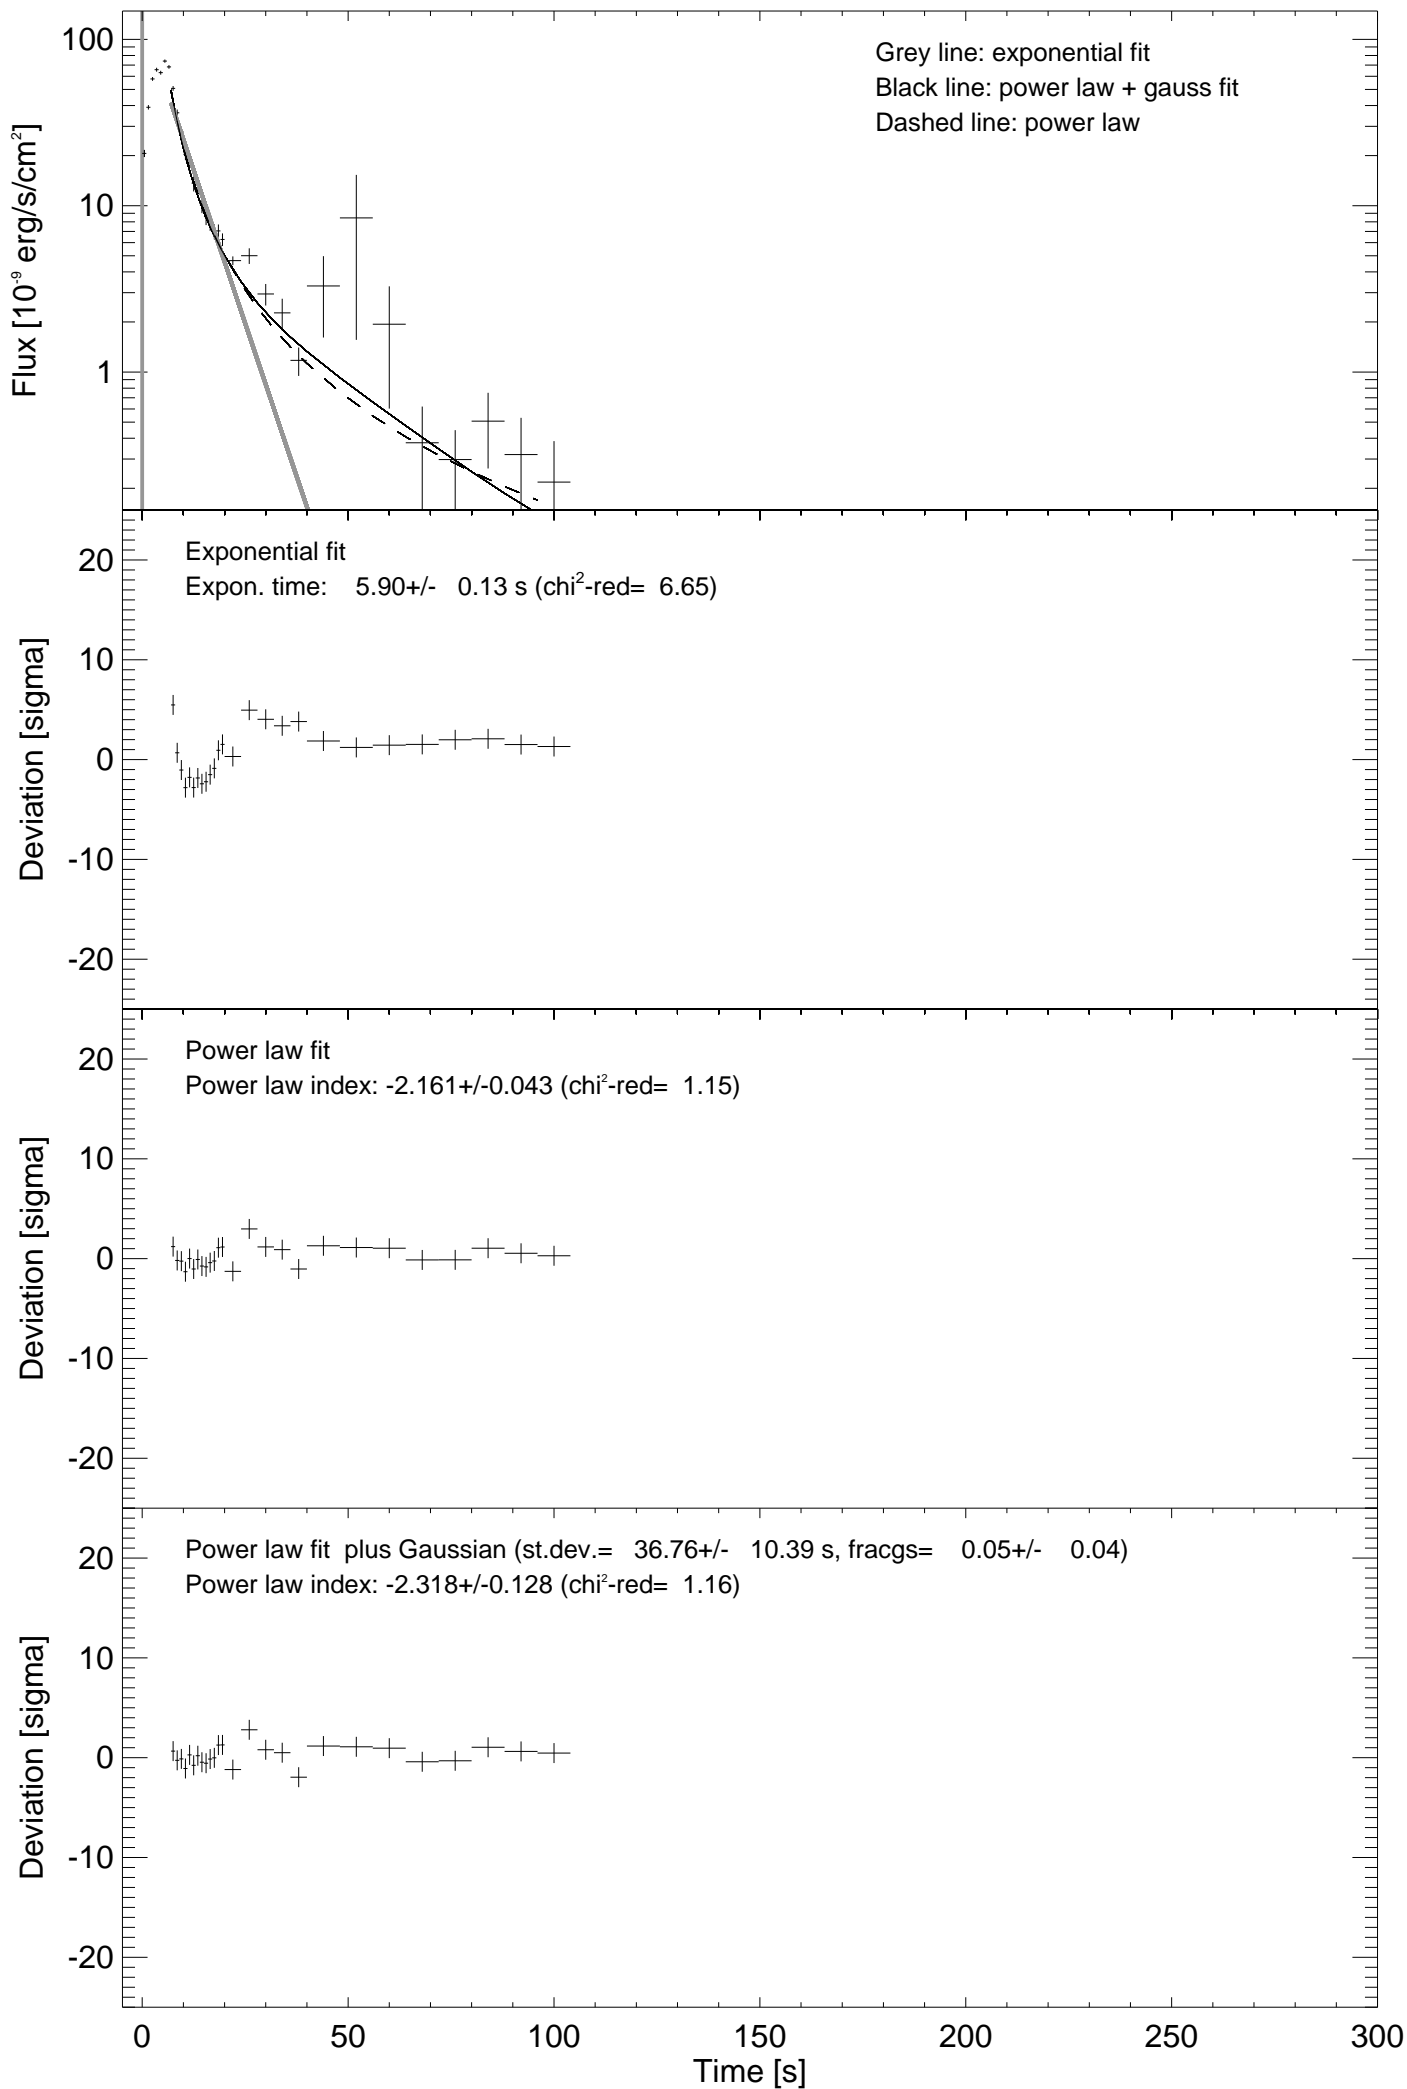 100
10
1
Flux [10⁻⁹ erg/s/cm²]
Grey line: exponential fit
Black line: power law + gauss fit
Dashed line: power law
20
10
0
-10
-20
Deviation [sigma]
Exponential fit
Expon. time: 5.90+/- 0.13 s (chi²-red= 6.65)
20
10
0
-10
-20
Deviation [sigma]
Power law fit
Power law index: -2.161+/-0.043 (chi²-red= 1.15)
20
10
0
-10
-20
Deviation [sigma]
Power law fit plus Gaussian (st.dev.= 36.76+/- 10.39 s, fracgs= 0.05+/- 0.04)
Power law index: -2.318+/-0.128 (chi²-red= 1.16)
0 50 100 150 200 250 300
Time [s]